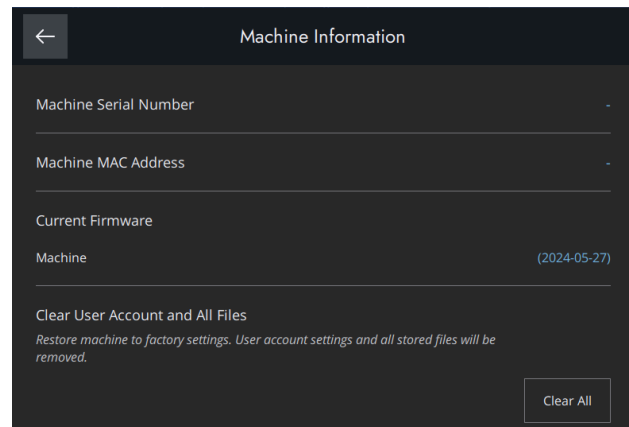 Machine Information
Machine Serial Number -
Machine MAC Address -
Current Firmware
Machine (2024-05-27)
Clear User Account and All Files
Restore machine to factory settings. User account settings and all stored files will be
removed.
Clear All